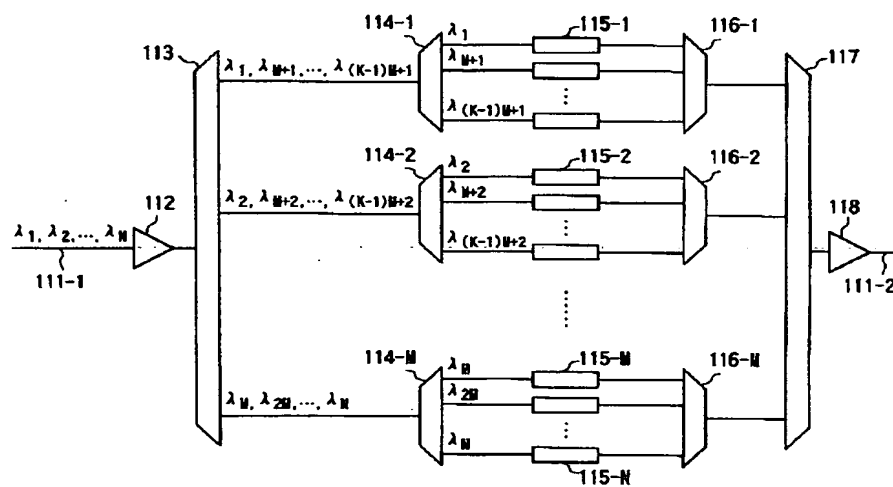 114-1
λ1
115-1
116-1
113
λ1, λM+1, ···, λ(K-1)M+1
λM+1
117
λ(K-1)M+1
114-2
λ2
115-2
116-2
112
λ2, λM+2, ···, λ(K-1)M+2
λM+2
118
λ1, λ2, ···, λN
λ(K-1)M+2
111-1
111-2
114-M
λM
115-M
116-M
λM, λ2M, ···, λN
λ2M
λN
115-N